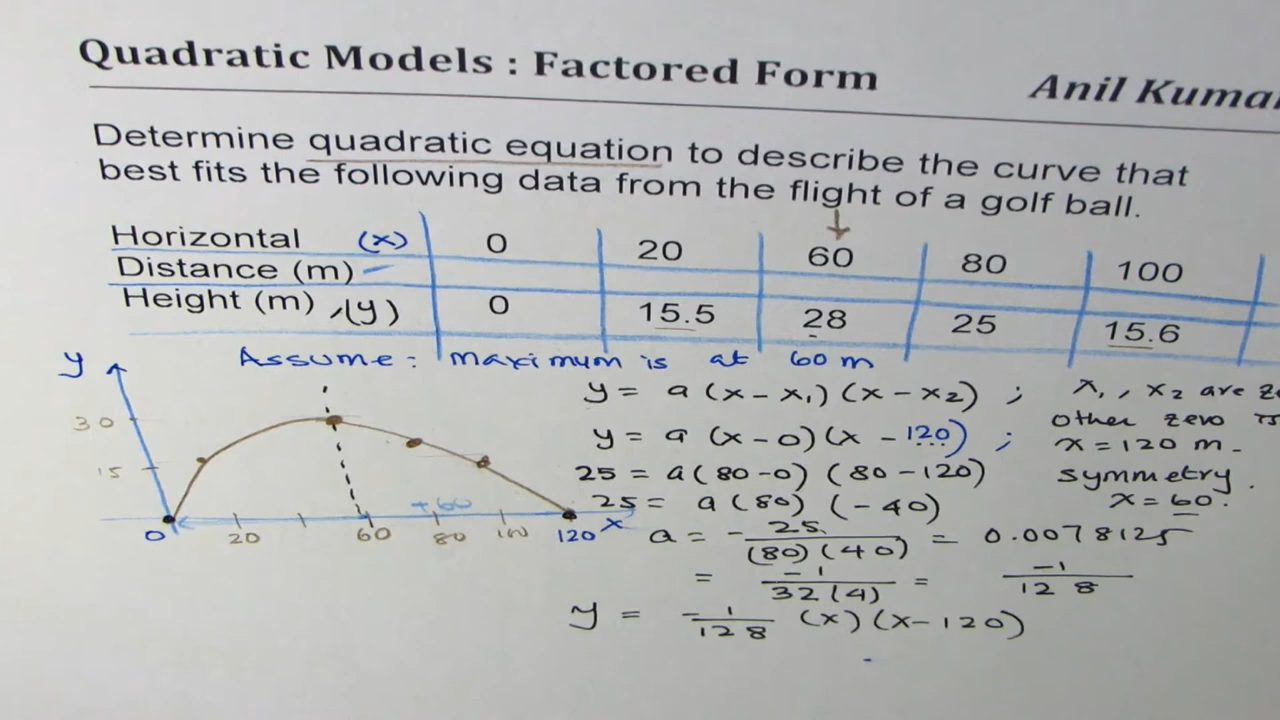 Quadratic Models : Factored Form
Anil Kumar
Determine quadratic equation to describe the curve that
best fits the following data from the flight of a golf ball.
Horizontal (x) 0 20 60 80 100
Distance (m)
Height (m) (y) 0 15.5 28 25 15.6
Assume: maximum is at 60 m
y
30
15
0 20 60 80 100 120 x
+60
y = a (x - x₁) (x - x₂) ; x₁, x₂ are
other zero is
y = a (x - 0) (x - 120) ; x = 120 m.
25 = a (80 - 0) (80 - 120) symmetry.
25 = a (80) (-40) x = 60.
a = - 25 / (80) (40) = 0.0078125
= -1 / 32 (4) = -1 / 128
y = -1 / 128 (x) (x - 120)